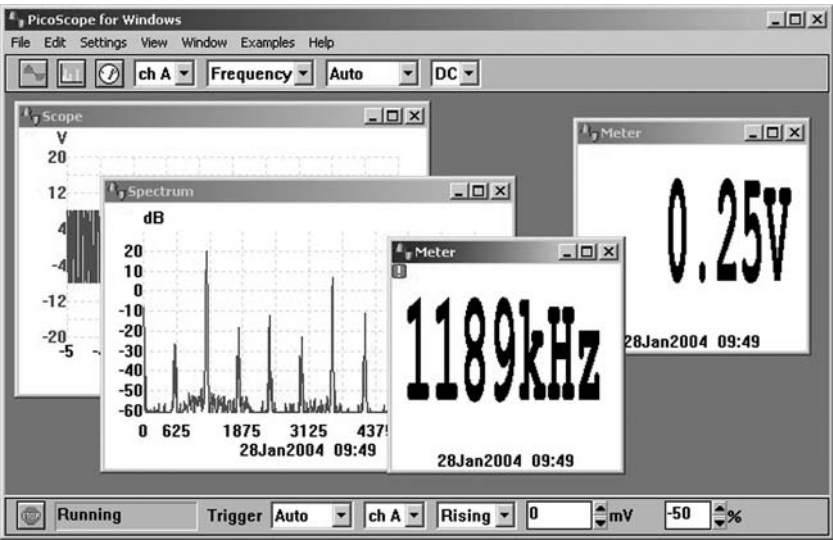 PicoScope for Windows
File Edit Settings View Window Examples Help
ch A Frequency Auto DC
Scope
V
20
12
4
-4
-12
-20
-5
Spectrum
dB
20
10
0
-10
-20
-30
-40
-50
-60
0 625 1875 3125
28Jan2004 09:49
Meter
1189kHz
28Jan2004 09:49
Meter
0.25V
28Jan2004 09:49
STOP Running Trigger Auto ch A Rising 0 mV -50 %